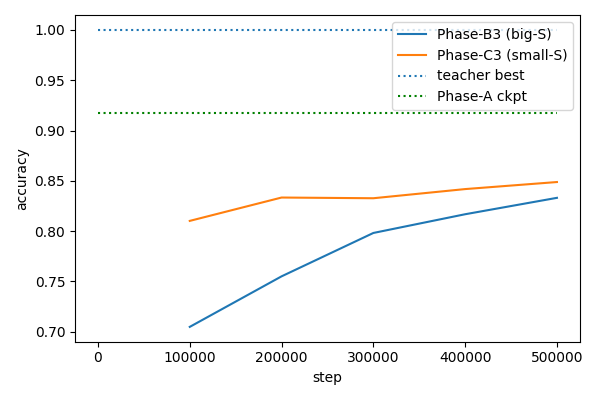 1.00
0.95
0.90
0.85
0.80
0.75
0.70
accuracy
Phase-B3 (big-S)
Phase-C3 (small-S)
teacher best
Phase-A ckpt
0 100000 200000 300000 400000 500000
step